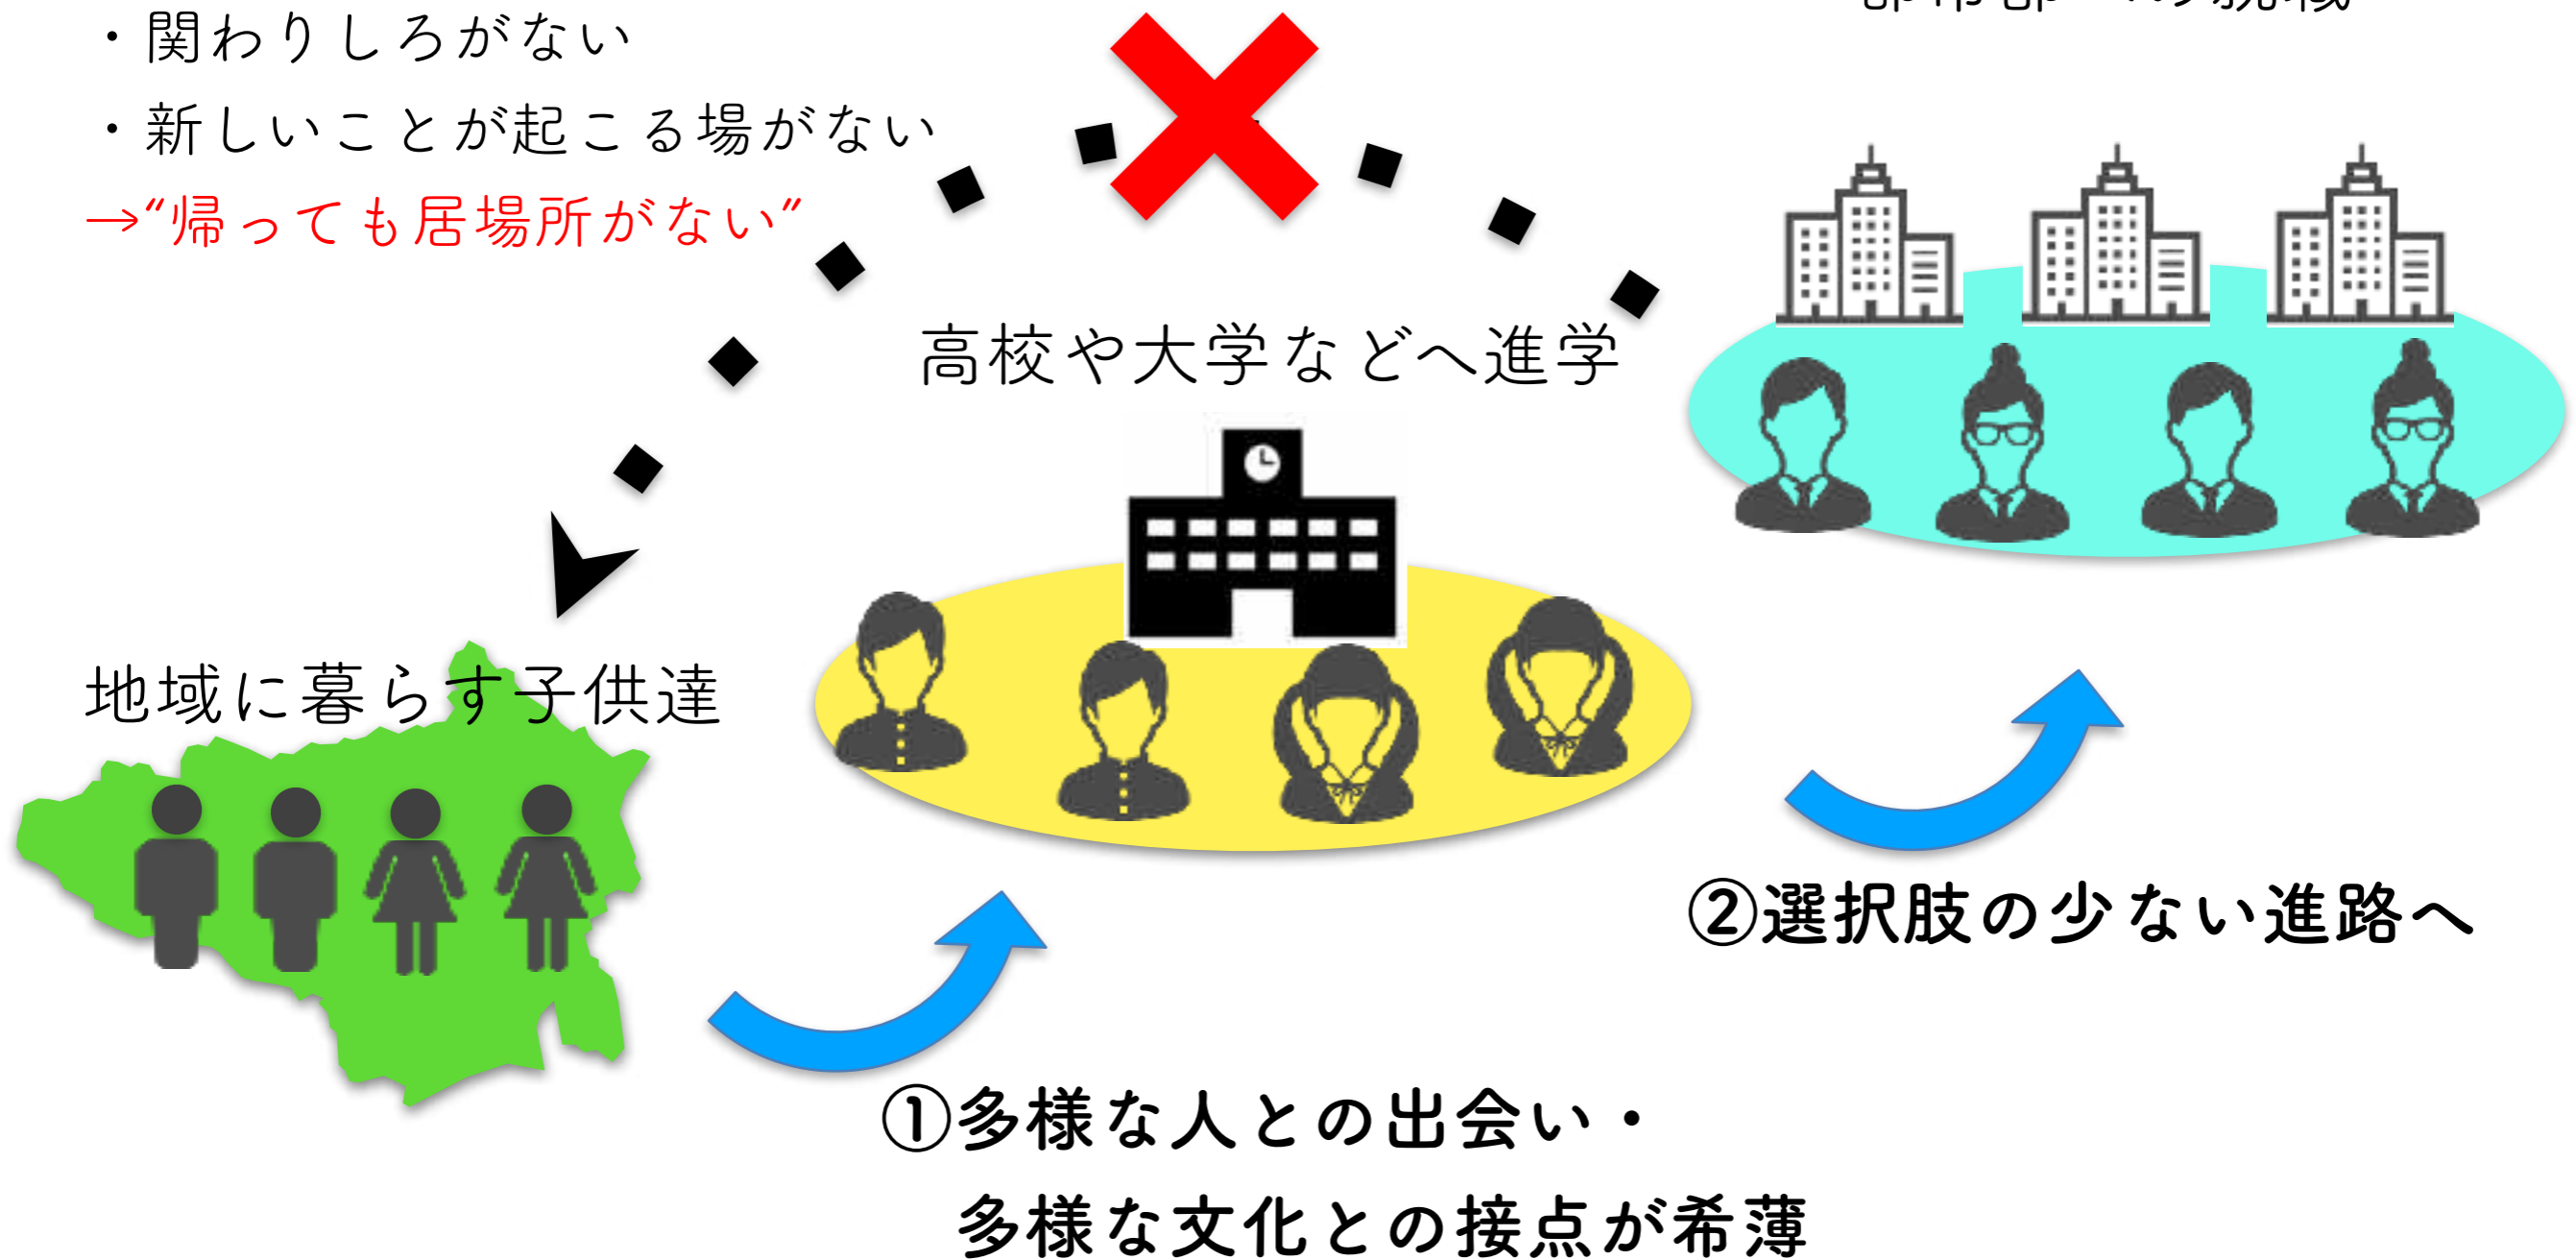 ・関わりしろがない
・新しいことが起こる場がない
→“帰っても居場所がない”
高校や大学などへ進学
地域に暮らす子供達
②選択肢の少ない進路へ
①多様な人との出会い・
多様な文化との接点が希薄